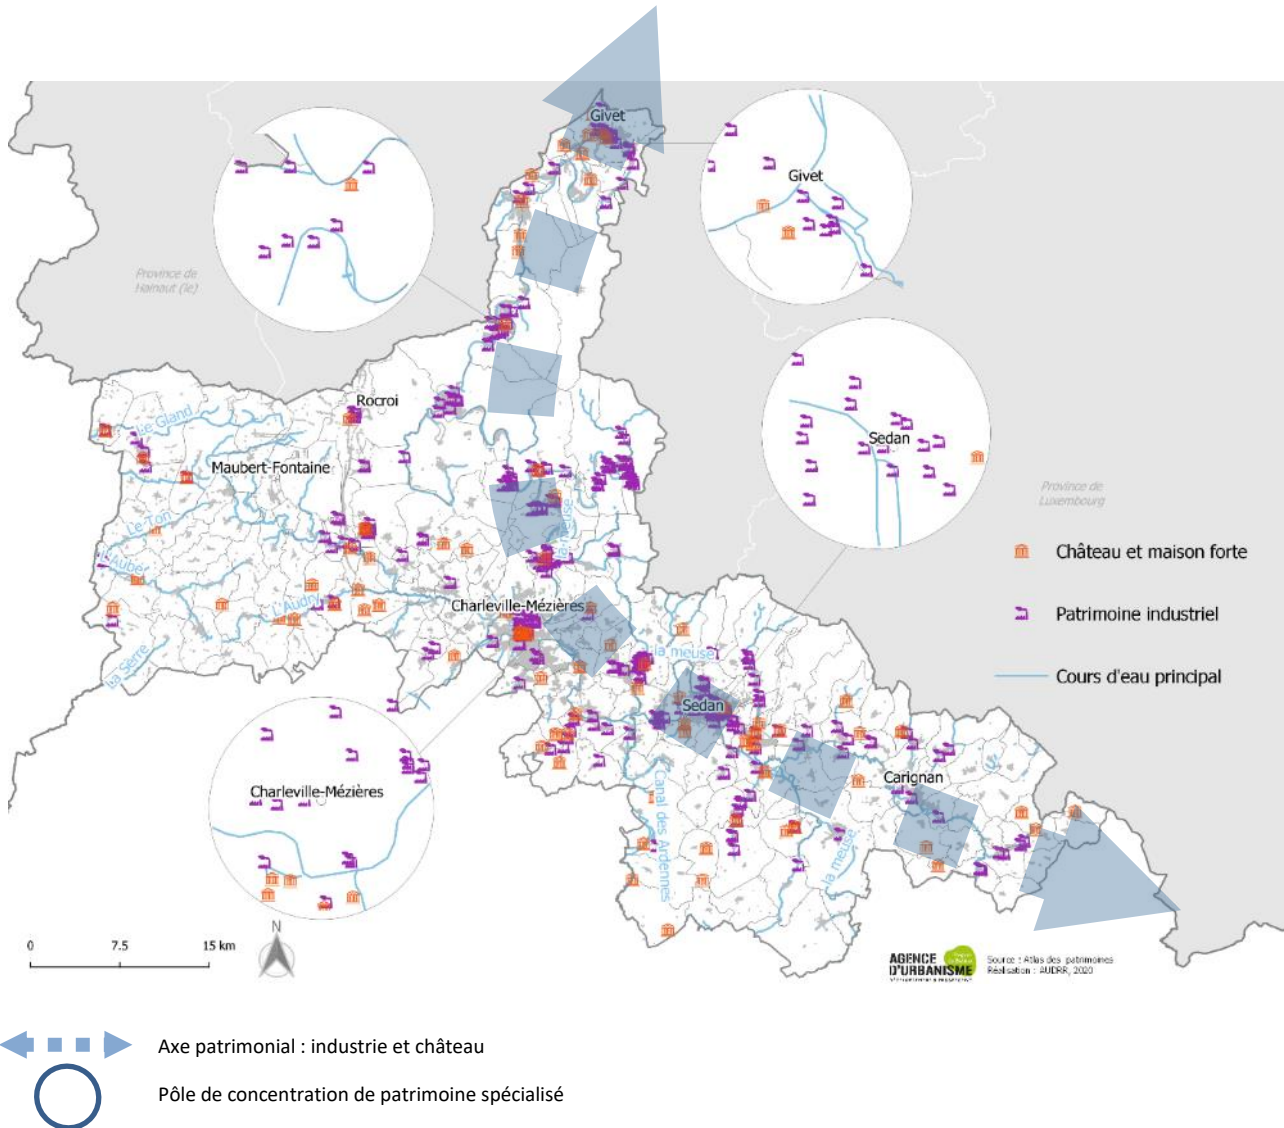 Givet
Givet
Province de
Hainaut (le)
Rocroi
Le Gland
Sedan
Maubert-Fontaine
Province de
Luxembourg
Le Ton
la meuse
L'Aube
Château et maison forte
L'Audry
Charleville-Mézières
Patrimoine industriel
la Serre
la meuse
Cours d'eau principal
Sedan
Canal des Ardennes
Carignan
Charleville-Mézières
la meuse
N
0 7.5 15 km
AGENCE
D'URBANISME
Source : Atlas des patrimoines
Réalisation : AUDRR, 2020
Axe patrimonial : industrie et château
Pôle de concentration de patrimoine spécialisé